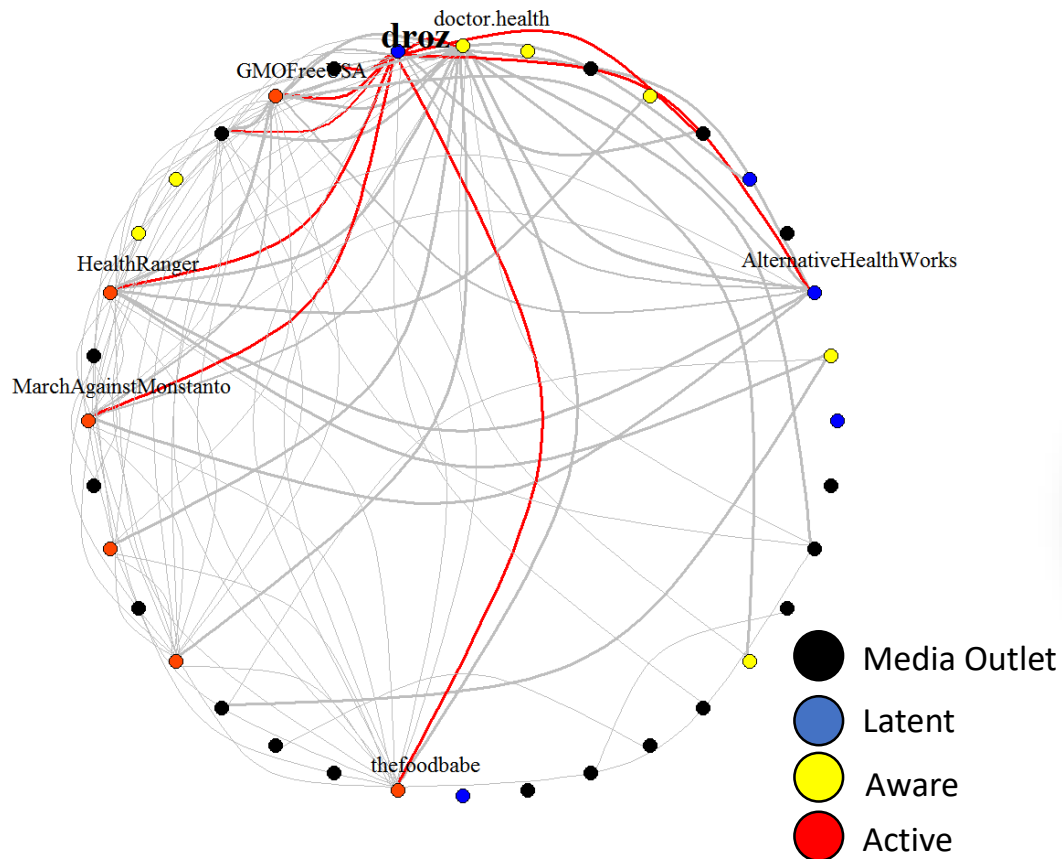 doctor.health
droz
GMOFreeUSA
HealthRanger
AlternativeHealthWorks
MarchAgainstMonstanto
thefoodbabe
Media Outlet
Latent
Aware
Active